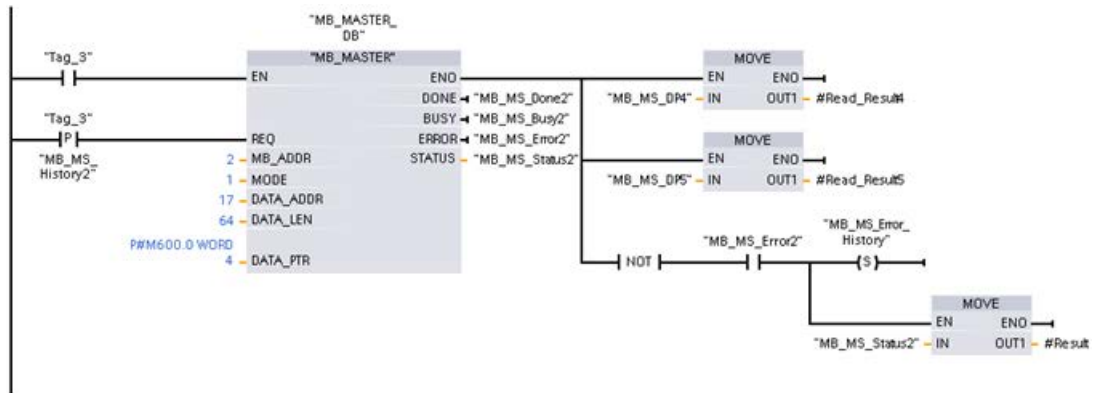 "MB_MASTER_
DB"
"Tag_3"
"MB_MASTER"
MOVE
EN
ENO
EN
ENO
DONE
"MB_MS_Done2"
"MB_MS_DP4"
IN
OUT1
#Read_Result4
"Tag_3"
BUSY
"MB_MS_Busy2"
P
REQ
ERROR
"MB_MS_Error2"
MOVE
"MB_MS_
History2"
2
MB_ADDR
STATUS
"MB_MS_Status2"
EN
ENO
1
MODE
"MB_MS_DP5"
IN
OUT1
#Read_Result5
17
DATA_ADDR
64
DATA_LEN
"MB_MS_Error_
History"
P#M600.0 WORD
4
DATA_PTR
"MB_MS_Error2"
NOT
S
MOVE
EN
ENO
"MB_MS_Status2"
IN
OUT1
#Result